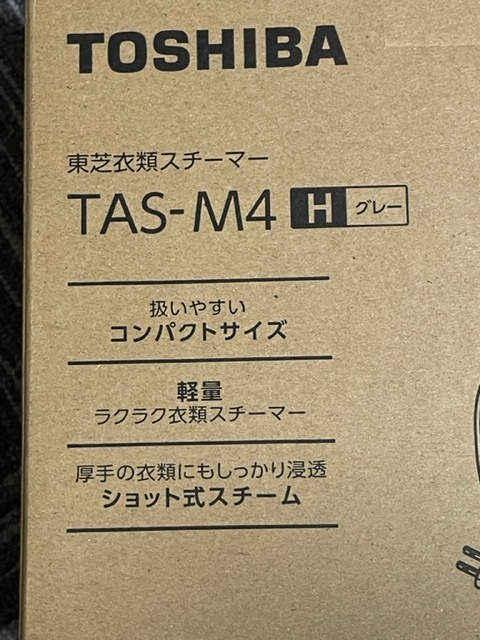 TOSHIBA
東芝衣類スチーマー
TAS-M4 H グレー
扱いやすい
コンパクトサイズ
軽量
ラクラク衣類スチーマー
厚手の衣類にもしっかり浸透
ショット式スチーム